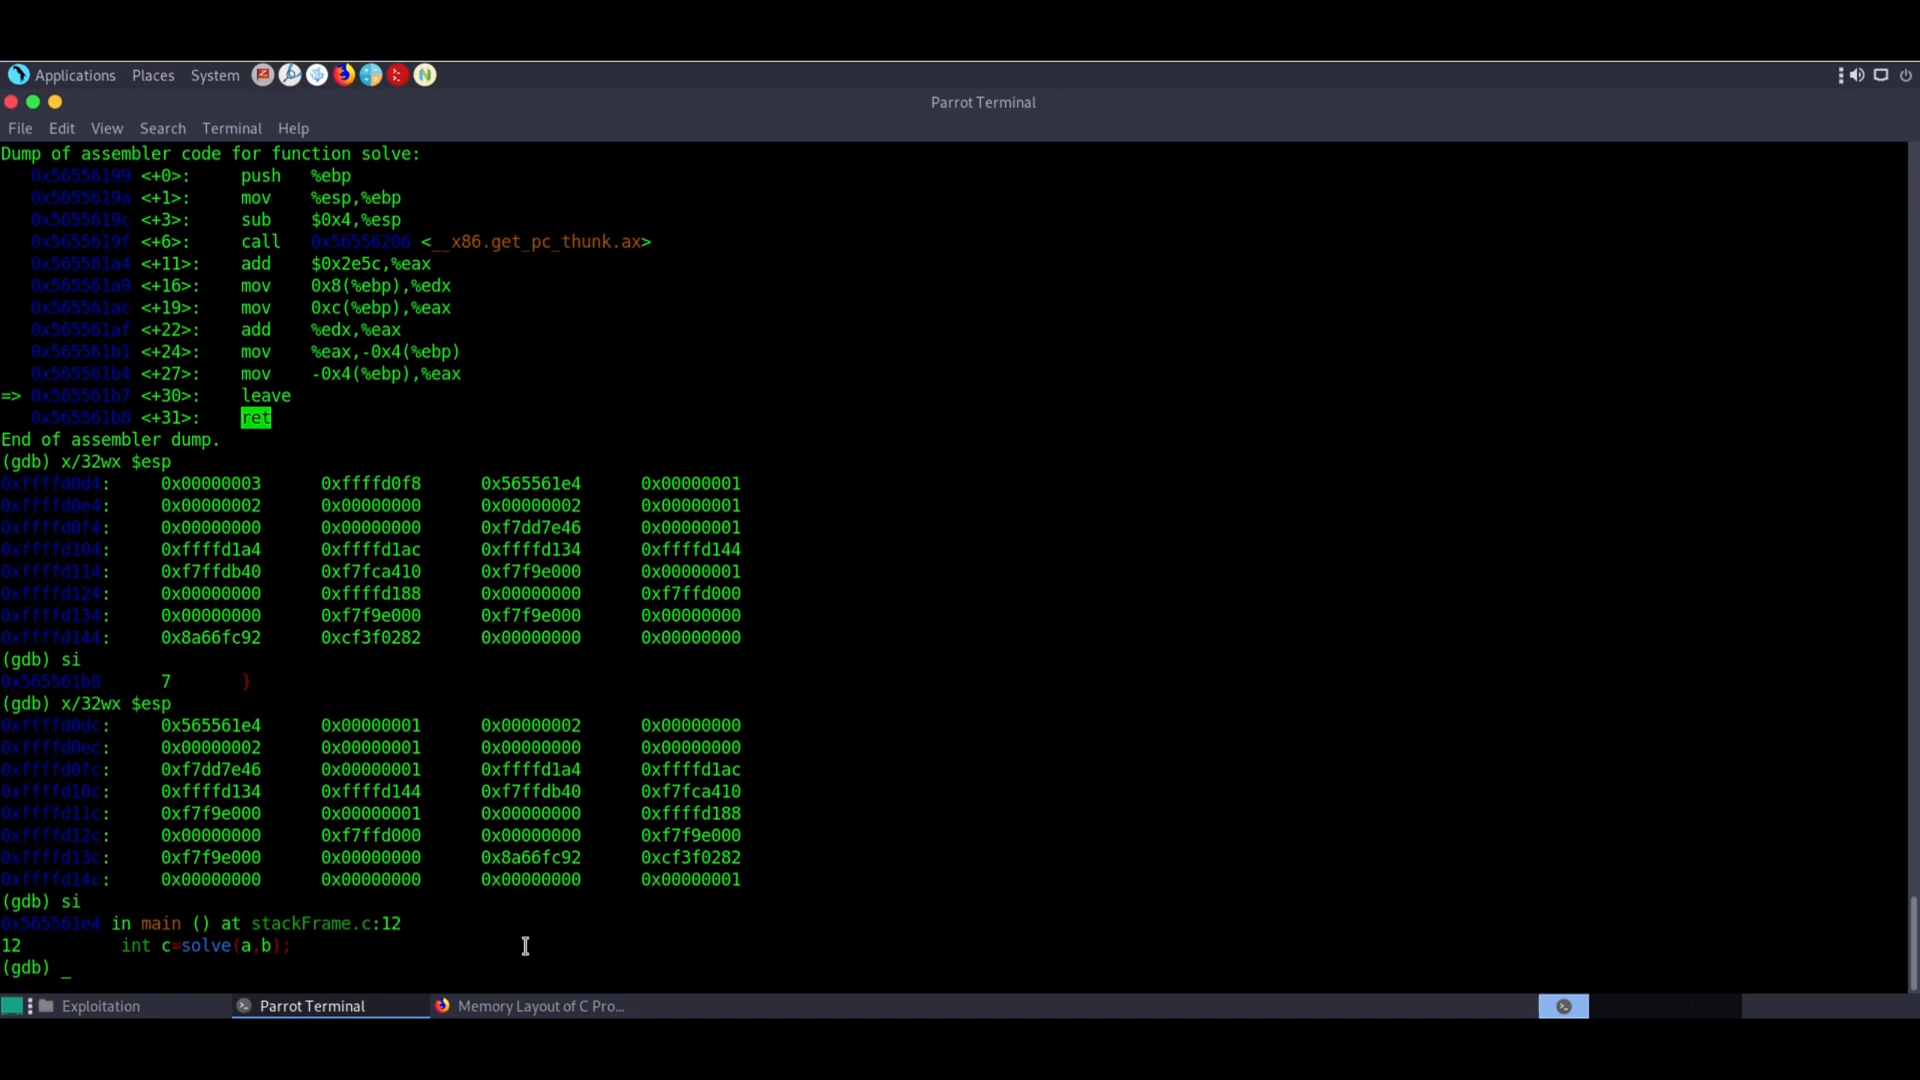 Applications Places System
Parrot Terminal
File Edit View Search Terminal Help
Dump of assembler code for function solve:
0x56556199 <+0>: push %ebp
0x5655619a <+1>: mov %esp,%ebp
0x5655619c <+3>: sub $0x4,%esp
0x5655619f <+6>: call 0x56556206 <__x86.get_pc_thunk.ax>
0x565561a4 <+11>: add $0x2e5c,%eax
0x565561a9 <+16>: mov 0x8(%ebp),%edx
0x565561ac <+19>: mov 0xc(%ebp),%eax
0x565561af <+22>: add %edx,%eax
0x565561b1 <+24>: mov %eax,-0x4(%ebp)
0x565561b4 <+27>: mov -0x4(%ebp),%eax
=> 0x565561b7 <+30>: leave
0x565561b8 <+31>: ret
End of assembler dump.
(gdb) x/32wx $esp
0xffffd0d4: 0x00000003 0xffffd0f8 0x565561e4 0x00000001
0xffffd0e4: 0x00000002 0x00000000 0x00000002 0x00000001
0xffffd0f4: 0x00000000 0x00000000 0xf7dd7e46 0x00000001
0xffffd104: 0xffffd1a4 0xffffd1ac 0xffffd134 0xffffd144
0xffffd114: 0xf7ffdb40 0xf7fca410 0xf7f9e000 0x00000001
0xffffd124: 0x00000000 0xffffd188 0x00000000 0xf7ffd000
0xffffd134: 0x00000000 0xf7f9e000 0xf7f9e000 0x00000000
0xffffd144: 0x8a66fc92 0xcf3f0282 0x00000000 0x00000000
(gdb) si
0x565561b8 7 }
(gdb) x/32wx $esp
0xffffd0dc: 0x565561e4 0x00000001 0x00000002 0x00000000
0xffffd0ec: 0x00000002 0x00000001 0x00000000 0x00000000
0xffffd0fc: 0xf7dd7e46 0x00000001 0xffffd1a4 0xffffd1ac
0xffffd10c: 0xffffd134 0xffffd144 0xf7ffdb40 0xf7fca410
0xffffd11c: 0xf7f9e000 0x00000001 0x00000000 0xffffd188
0xffffd12c: 0x00000000 0xf7ffd000 0x00000000 0xf7f9e000
0xffffd13c: 0xf7f9e000 0x00000000 0x8a66fc92 0xcf3f0282
0xffffd14c: 0x00000000 0x00000000 0x00000000 0x00000001
(gdb) si
0x565561e4 in main () at stackFrame.c:12
12 int c=solve(a,b);
(gdb) _
Exploitation Parrot Terminal Memory Layout of C Pro...